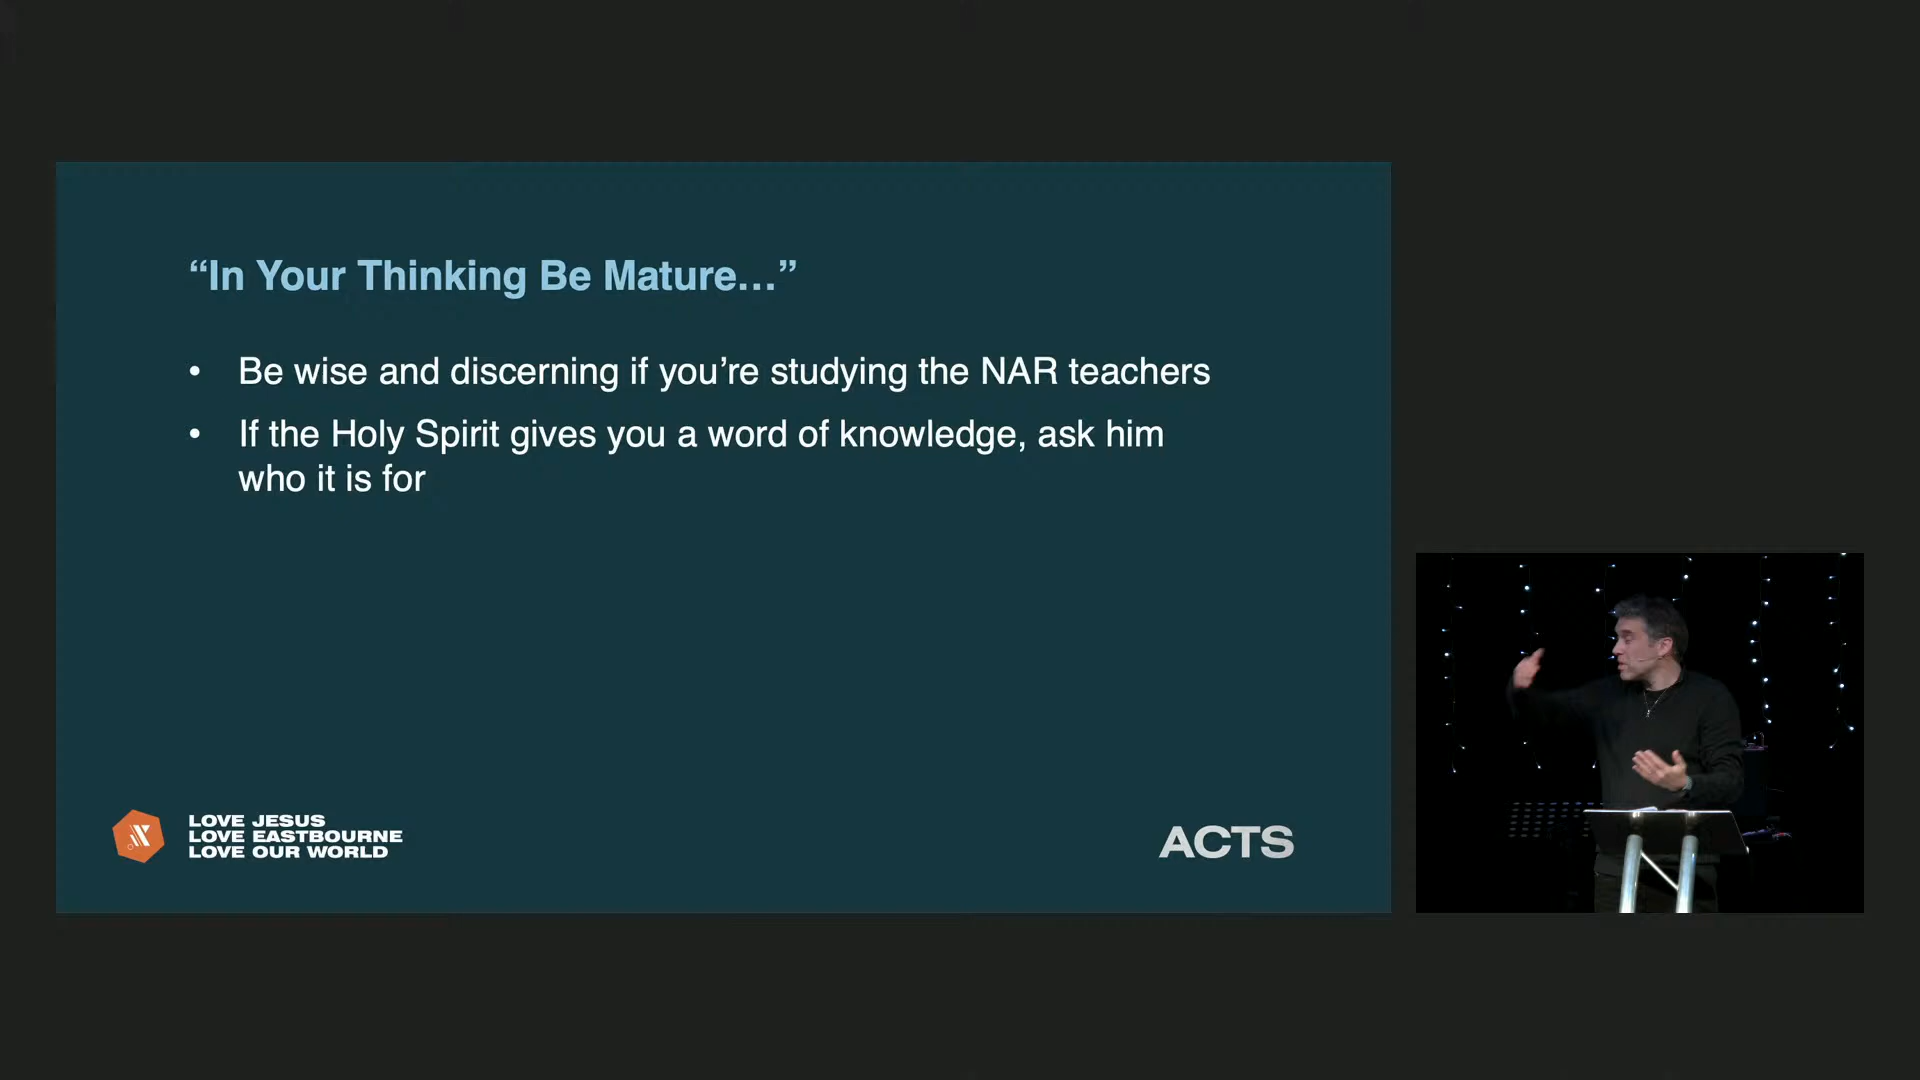 “In Your Thinking Be Mature…”
• Be wise and discerning if you’re studying the NAR teachers
• If the Holy Spirit gives you a word of knowledge, ask him
who it is for
LOVE JESUS
LOVE EASTBOURNE
LOVE OUR WORLD
ACTS